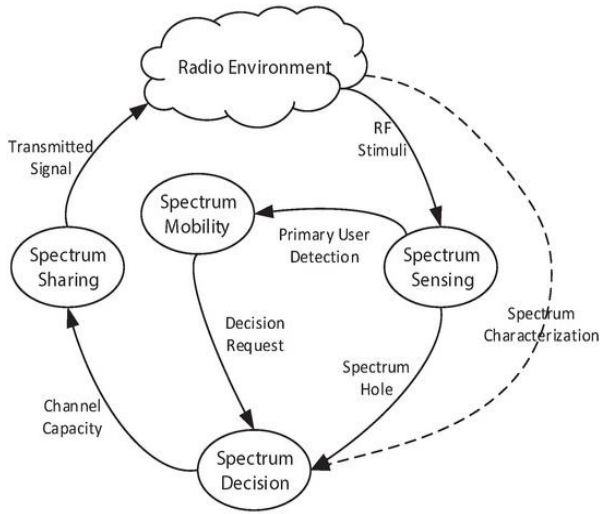 Radio Environment
Transmitted
Signal
RF
Stimuli
Spectrum
Mobility
Primary User
Detection
Spectrum
Sharing
Spectrum
Sensing
Spectrum
Characterization
Decision
Request
Spectrum
Hole
Channel
Capacity
Spectrum
Decision